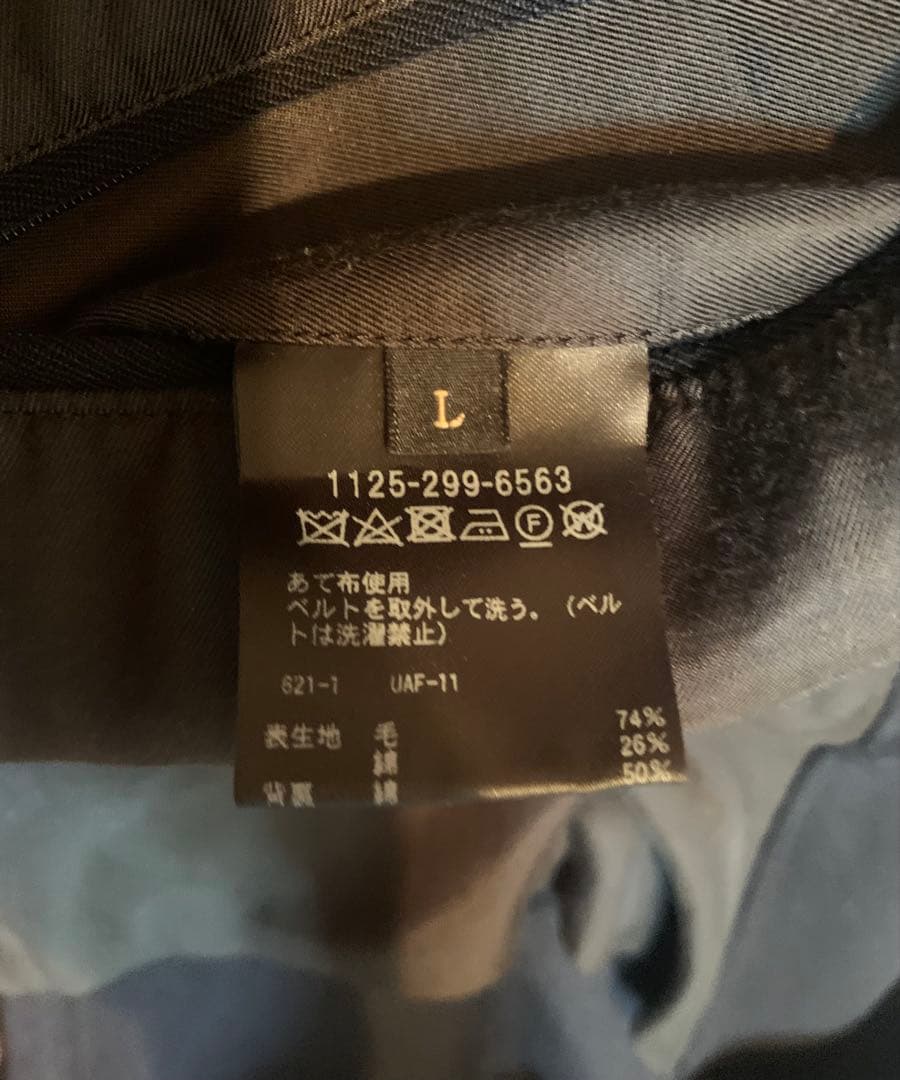 L
1125-299-6563
F W
あて布使用
ベルトを取外して洗う。(ベル
トは洗濯禁止)
621-1 UAF-11
表生地 毛 74%
綿 26%
背裏 綿 50%